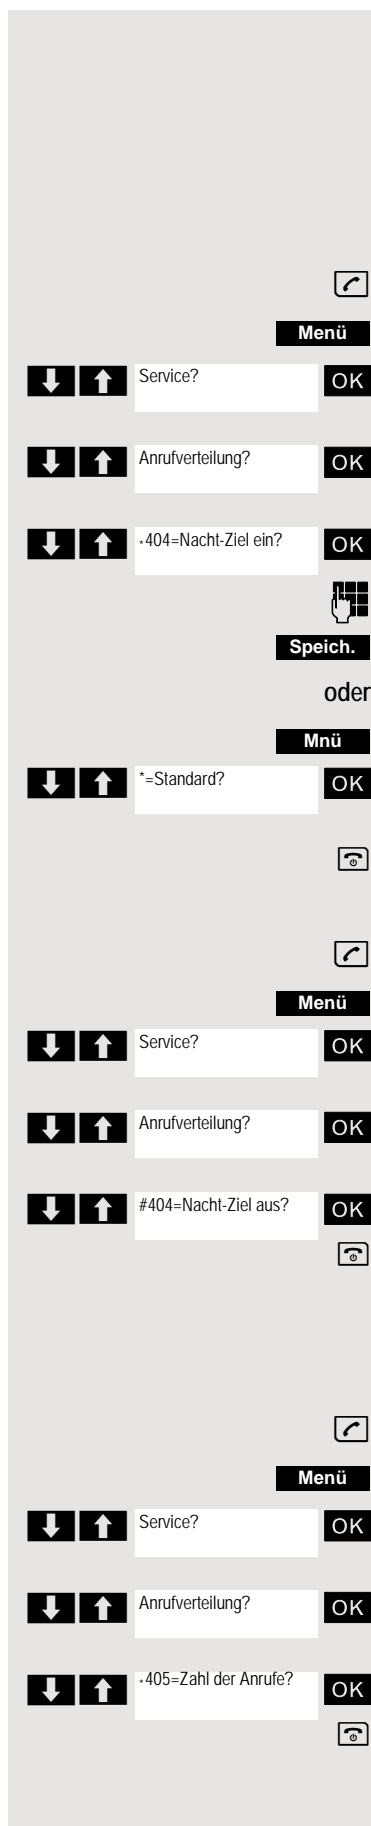 Menü
Service? OK
Anrufverteilung? OK
*404=Nacht-Ziel ein? OK
Speich.
oder
Mnü
*=Standard? OK
Menü
Service? OK
Anrufverteilung? OK
#404=Nacht-Ziel aus? OK
Menü
Service? OK
Anrufverteilung? OK
*405=Zahl der Anrufe? OK